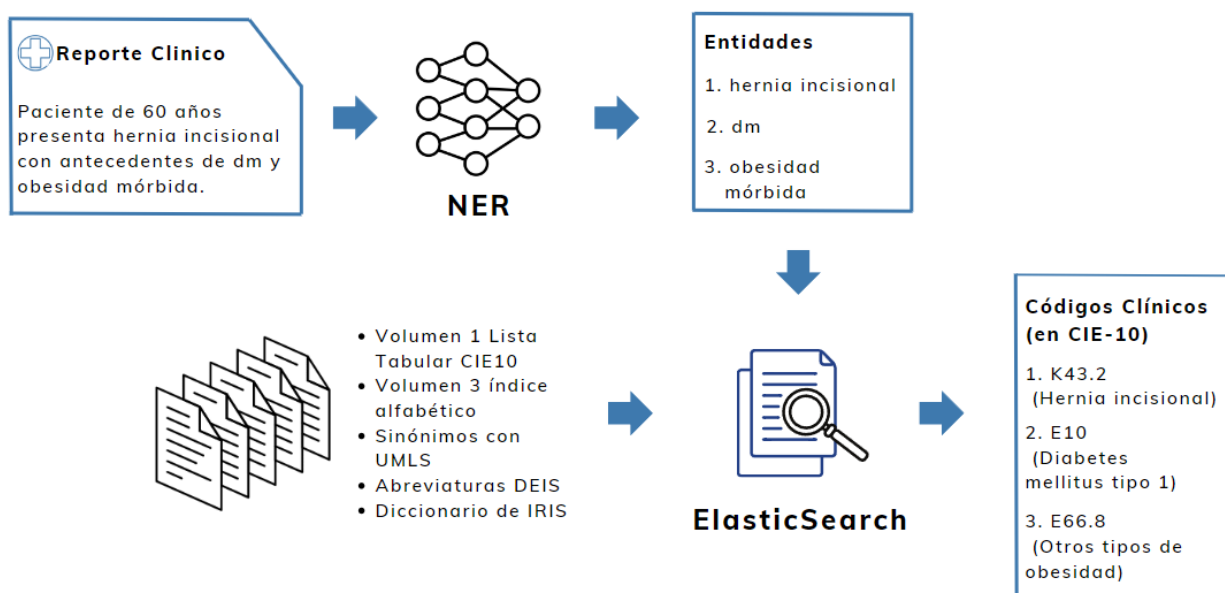 Reporte Clinico
Paciente de 60 años
presenta hernia incisional
con antecedentes de dm y
obesidad mórbida.
NER
Entidades
1. hernia incisional
2. dm
3. obesidad
mórbida
• Volumen 1 Lista
Tabular CIE10
• Volumen 3 índice
alfabético
• Sinónimos con
UMLS
• Abreviaturas DEIS
• Diccionario de IRIS
ElasticSearch
Códigos Clínicos
(en CIE-10)
1. K43.2
(Hernia incisional)
2. E10
(Diabetes
mellitus tipo 1)
3. E66.8
(Otros tipos de
obesidad)